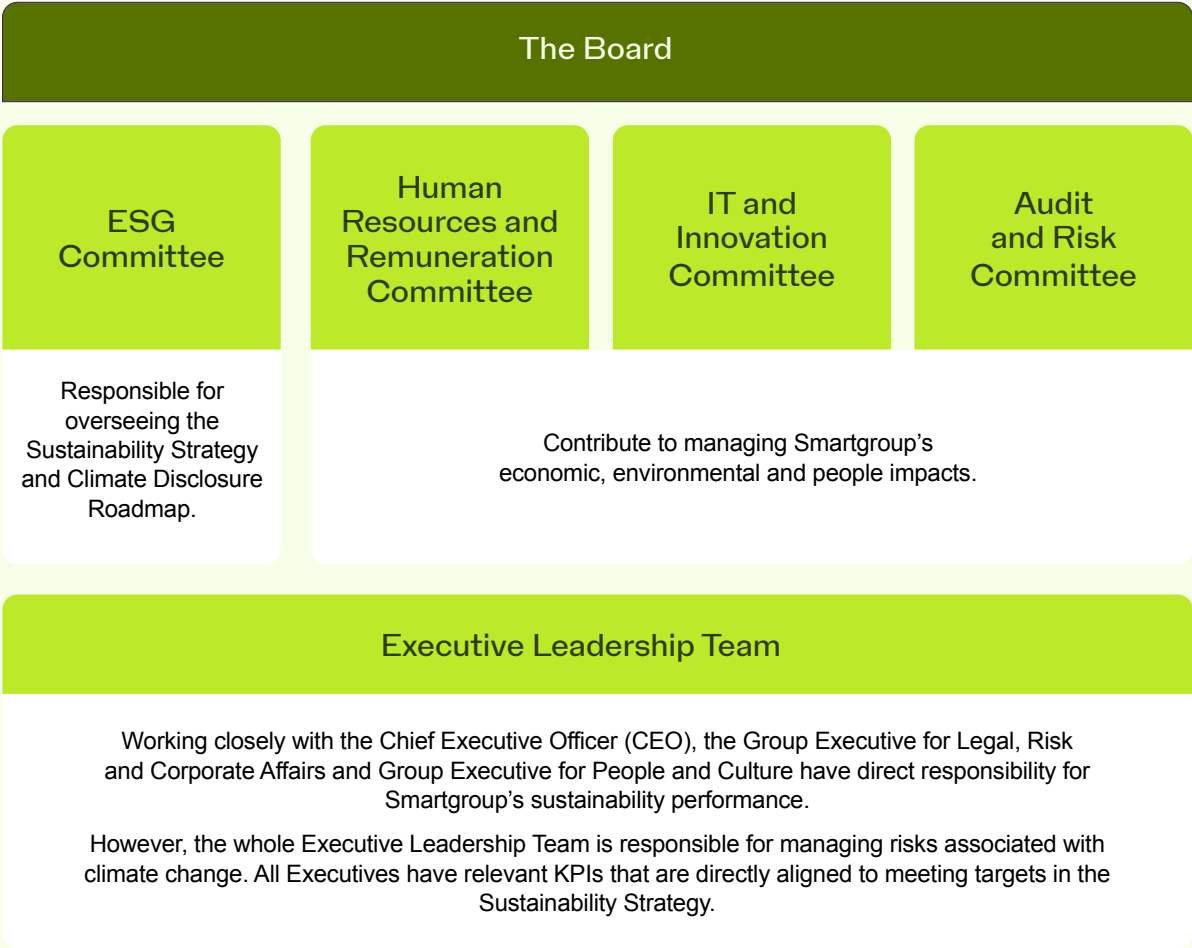 The Board
ESG
Committee
Human
Resources and
Remuneration
Committee
IT and
Innovation
Committee
Audit
and Risk
Committee
Responsible for
overseeing the
Sustainability Strategy
and Climate Disclosure
Roadmap.
Contribute to managing Smartgroup’s
economic, environmental and people impacts.
Executive Leadership Team
Working closely with the Chief Executive Officer (CEO), the Group Executive for Legal, Risk
and Corporate Affairs and Group Executive for People and Culture have direct responsibility for
Smartgroup’s sustainability performance.
However, the whole Executive Leadership Team is responsible for managing risks associated with
climate change. All Executives have relevant KPIs that are directly aligned to meeting targets in the
Sustainability Strategy.